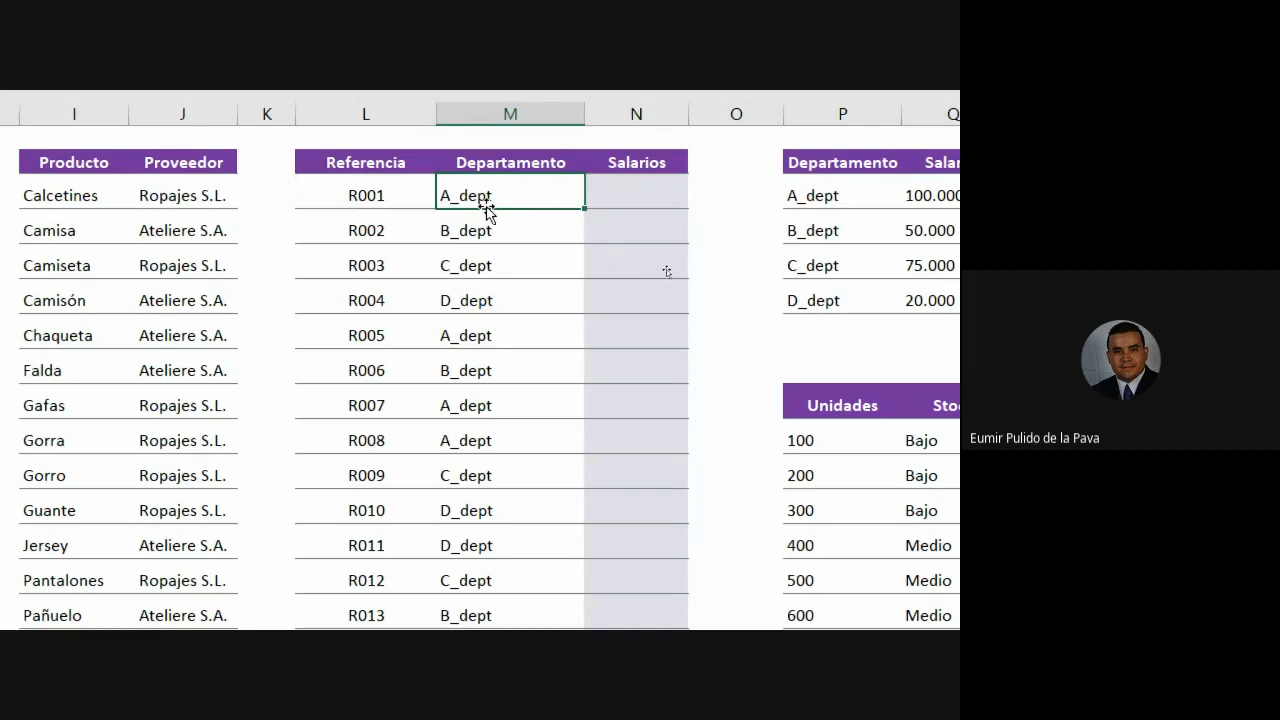 I J K L M N O P Q
Producto Proveedor Referencia Departamento Salarios Departamento Salar
Calcetines Ropajes S.L. R001 A_dept A_dept 100.000
Camisa Ateliere S.A. R002 B_dept B_dept 50.000
Camiseta Ropajes S.L. R003 C_dept C_dept 75.000
Camisón Ateliere S.A. R004 D_dept D_dept 20.000
Chaqueta Ateliere S.A. R005 A_dept
Falda Ateliere S.A. R006 B_dept
Gafas Ropajes S.L. R007 A_dept Unidades Sto
Gorra Ropajes S.L. R008 A_dept 100 Bajo
Gorro Ropajes S.L. R009 C_dept 200 Bajo
Guante Ropajes S.L. R010 D_dept 300 Bajo
Jersey Ateliere S.A. R011 D_dept 400 Medio
Pantalones Ropajes S.L. R012 C_dept 500 Medio
Pañuelo Ateliere S.A. R013 B_dept 600 Medio
Eumir Pulido de la Pava